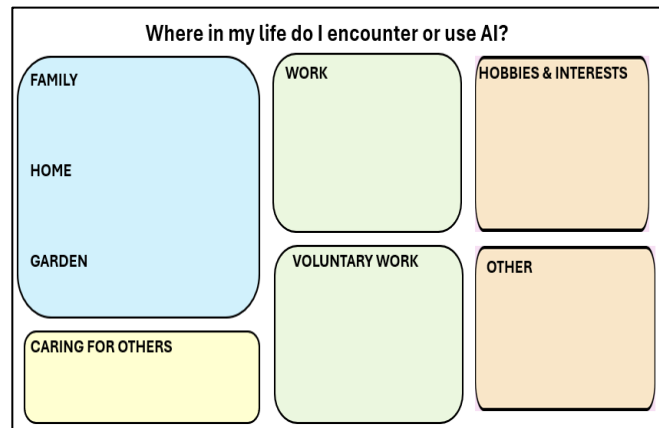 Where in my life do I encounter or use AI?
FAMILY
HOME
GARDEN
CARING FOR OTHERS
WORK
VOLUNTARY WORK
HOBBIES & INTERESTS
OTHER